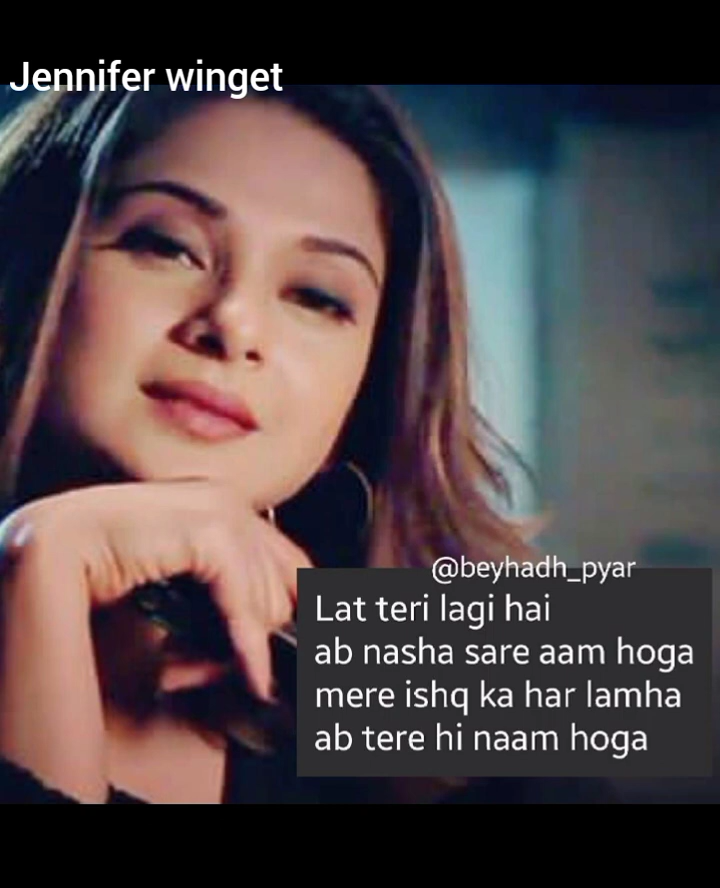 Jennifer winget
@beyhadh_pyar
Lat teri lagi hai
ab nasha sare aam hoga
mere ishq ka har lamha
ab tere hi naam hoga